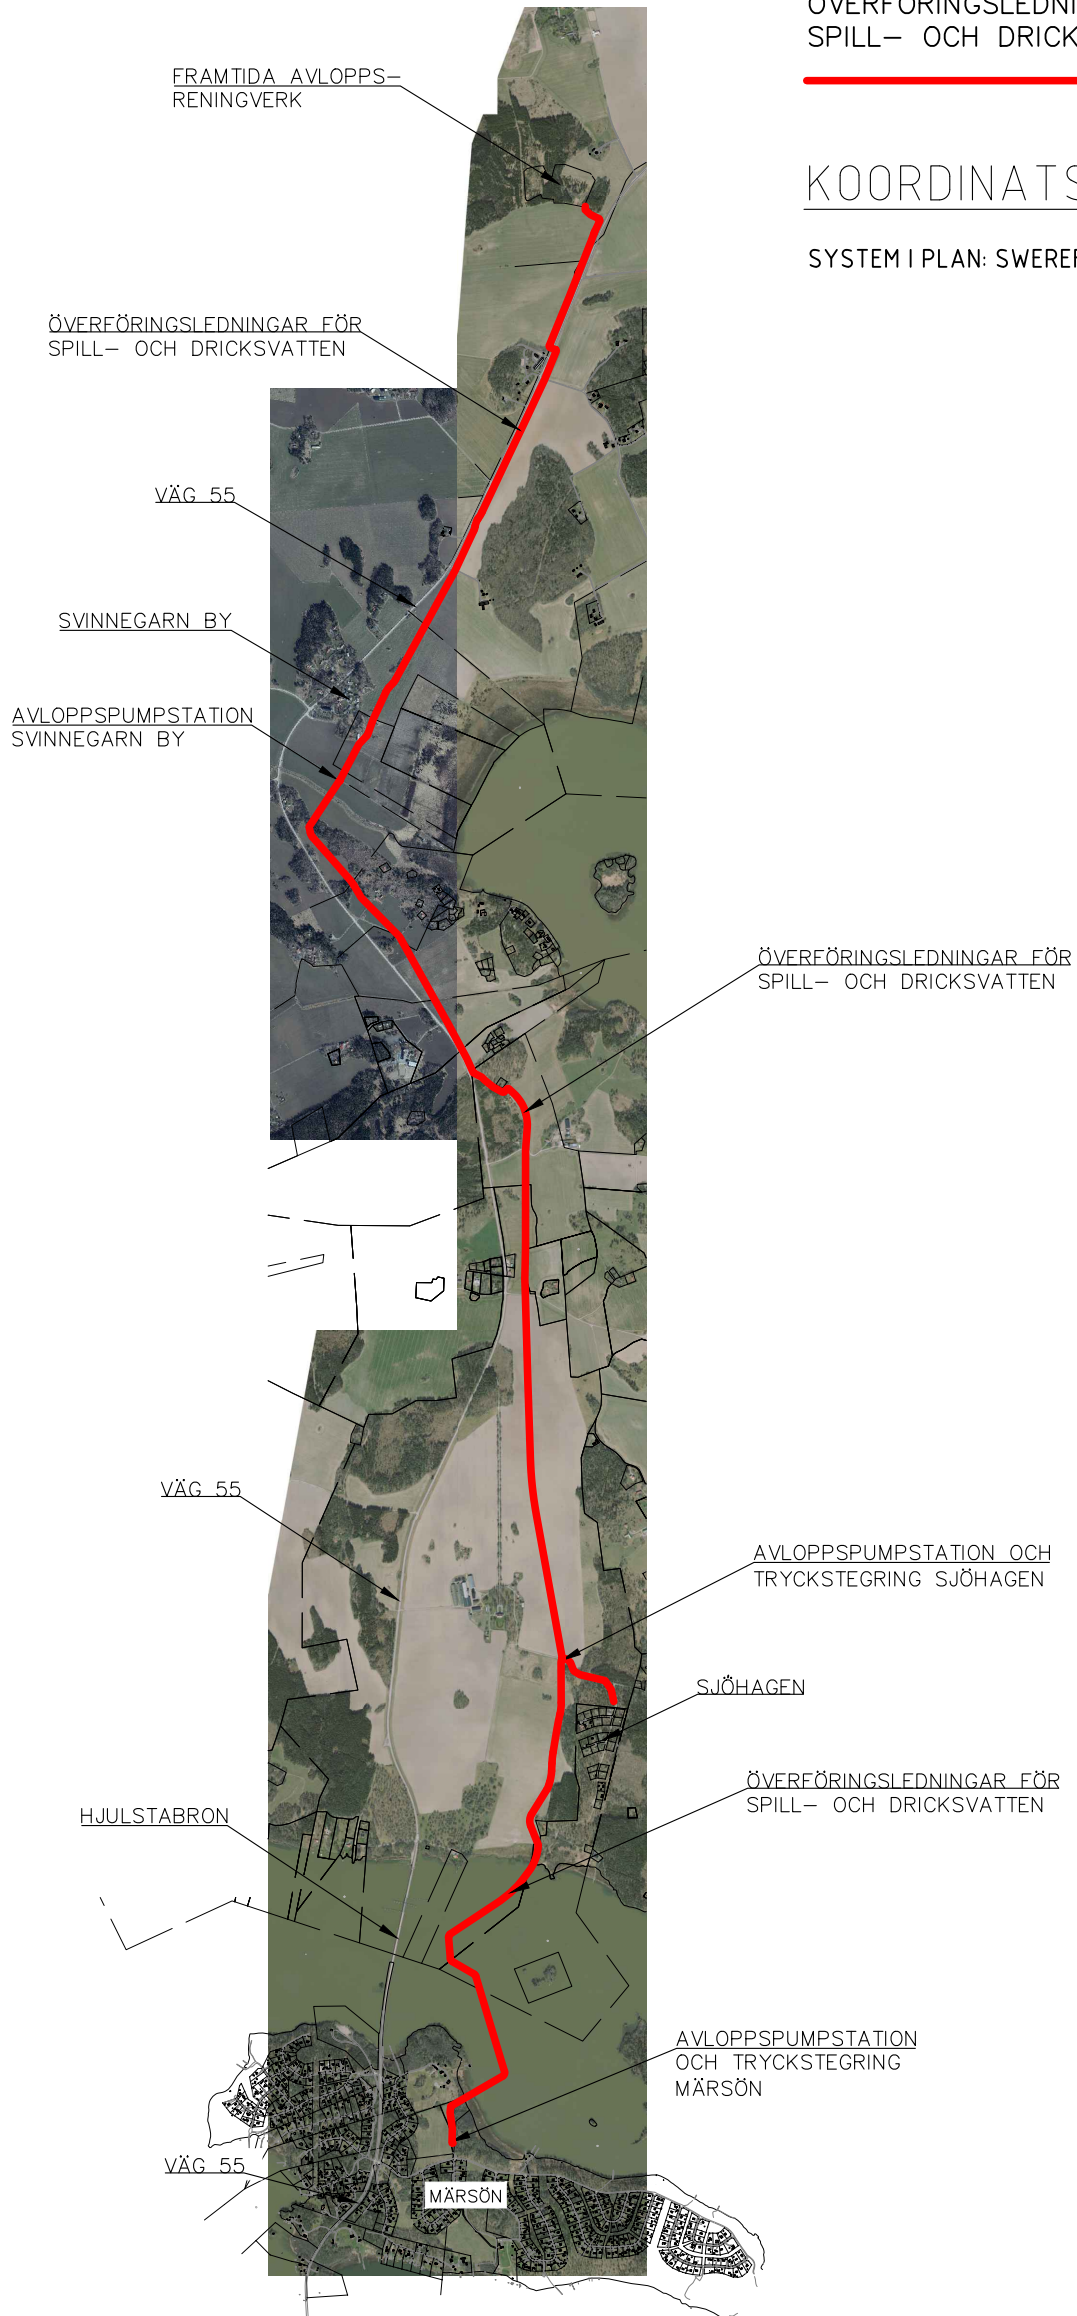 ÖVERFÖRINGSLEDNI
SPILL– OCH DRICK
FRAMTIDA AVLOPPS–
RENINGVERK
KOORDINATS
SYSTEM I PLAN: SWEREF
ÖVERFÖRINGSLEDNINGAR FÖR
SPILL– OCH DRICKSVATTEN
VÄG 55
SVINNEGARN BY
AVLOPPSPUMPSTATION
SVINNEGARN BY
ÖVERFÖRINGSLEDNINGAR FÖR
SPILL– OCH DRICKSVATTEN
VÄG 55
AVLOPPSPUMPSTATION OCH
TRYCKSTEGRING SJÖHAGEN
SJÖHAGEN
ÖVERFÖRINGSLEDNINGAR FÖR
SPILL– OCH DRICKSVATTEN
HJULSTABRON
AVLOPPSPUMPSTATION
OCH TRYCKSTEGRING
MÄRSÖN
VÄG 55
MÄRSÖN